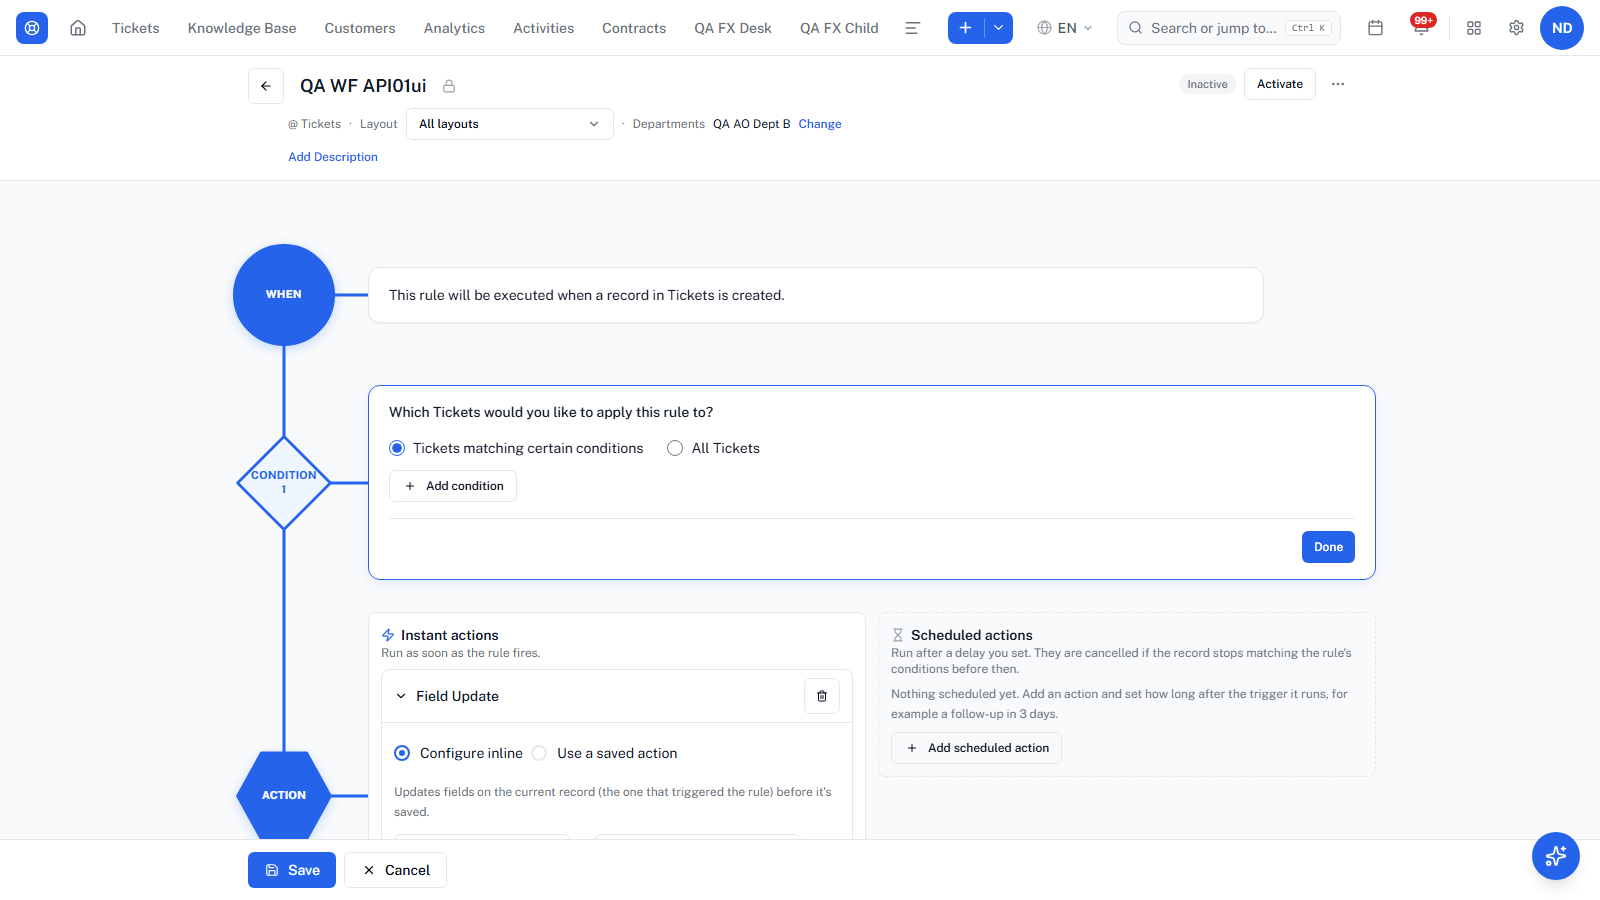 Tickets Knowledge Base Customers Analytics Activities Contracts QA FX Desk QA FX Child EN Search or jump to... Ctrl K 99+ ND
QA WF API01ui
Inactive Activate
@ Tickets · Layout All layouts · Departments QA AO Dept B Change
Add Description
WHEN
This rule will be executed when a record in Tickets is created.
CONDITION
1
Which Tickets would you like to apply this rule to?
Tickets matching certain conditions All Tickets
Add condition
Done
ACTION
Instant actions
Run as soon as the rule fires.
Field Update
Configure inline Use a saved action
Updates fields on the current record (the one that triggered the rule) before it's
saved.
Scheduled actions
Run after a delay you set. They are cancelled if the record stops matching the rule's
conditions before then.
Nothing scheduled yet. Add an action and set how long after the trigger it runs, for
example a follow-up in 3 days.
Add scheduled action
Save Cancel